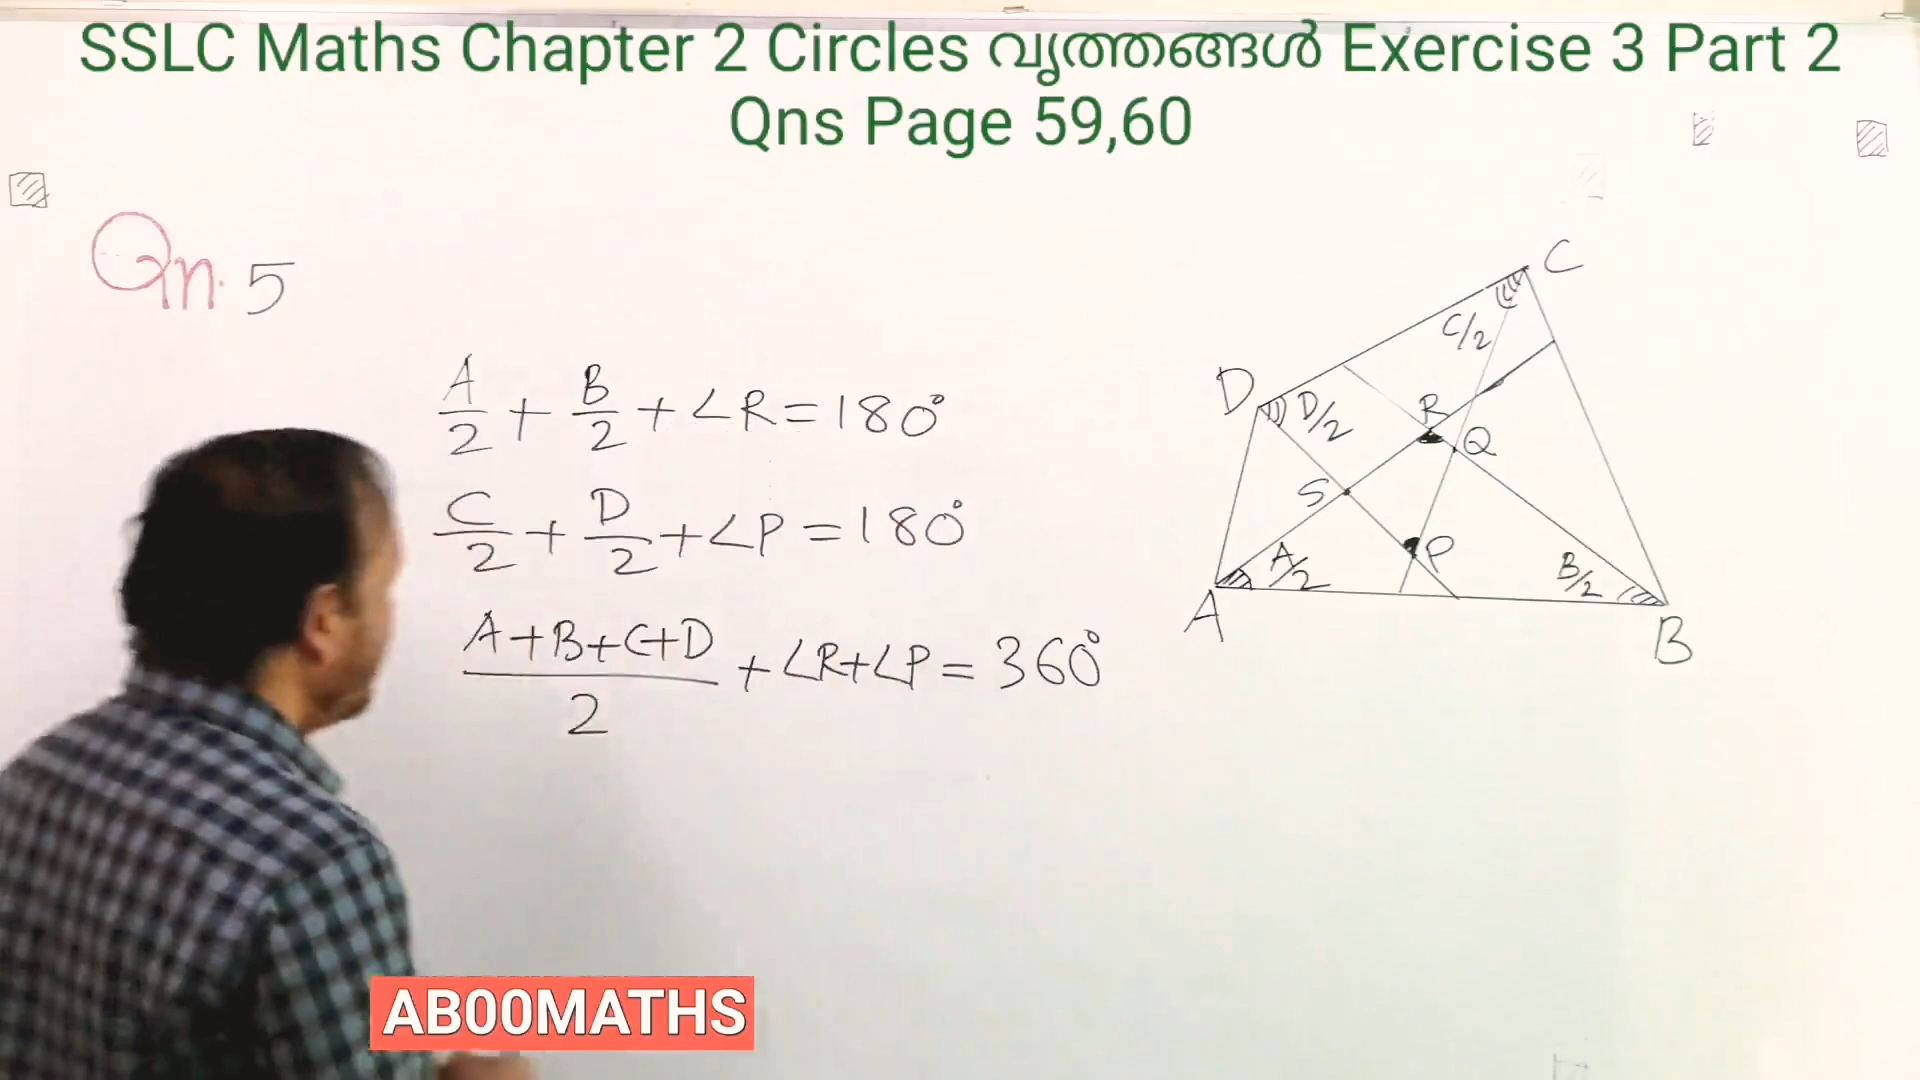 SSLC Maths Chapter 2 Circles വൃത്തങ്ങൾ Exercise 3 Part 2
Qns Page 59,60
Qn. 5
A/2 + B/2 + ∠R = 180°
C/2 + D/2 + ∠P = 180°
A+B+C+D/2 + ∠R+∠P = 360°
C
C/2
D
D/2
R
Q
S
P
A/2
B/2
A
B
AB00MATHS